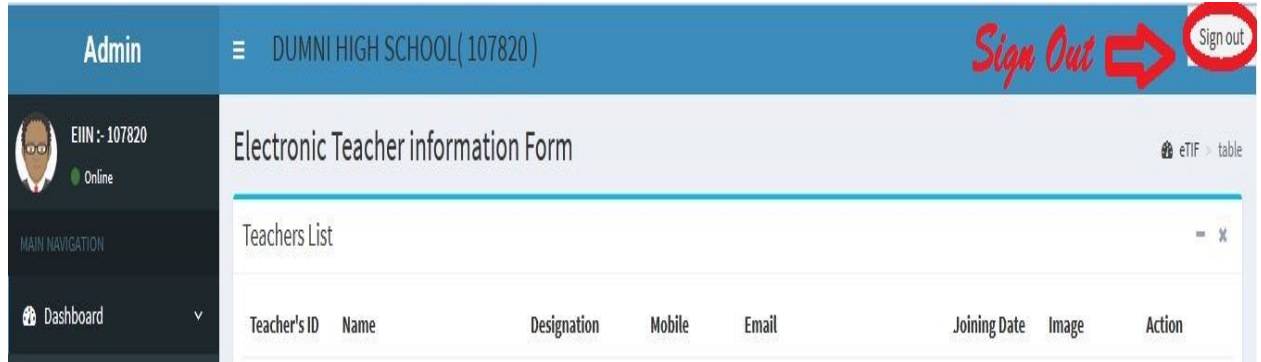 Admin
DUMNI HIGH SCHOOL( 107820 )
Sign Out
Sign out
EIIN :- 107820
Online
Electronic Teacher information Form
eTIF > table
MAIN NAVIGATION
Teachers List
Dashboard
Teacher's ID Name Designation Mobile Email Joining Date Image Action